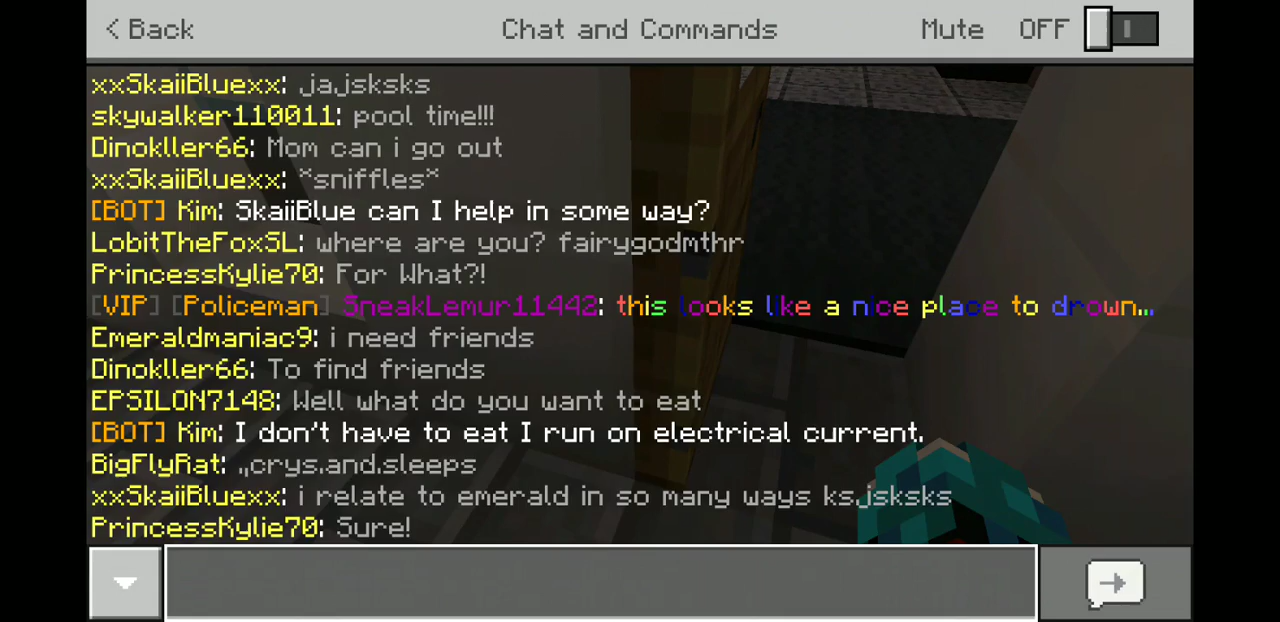 < Back
Chat and Commands
Mute OFF
xxSkaiiBluexx: .jajsksks
skywalker110011: pool time!!!
Dinokller66: Mom can i go out
xxSkaiiBluexx: *sniffles*
[BOT] Kim: SkaiiBlue can I help in some way?
LobitTheFoxSL: where are you? fairygodmthr
PrincessKylie70: For What?!
[VIP] [Policeman] SneakLemur11442: this looks like a nice place to drown...
Emeraldmaniac9: i need friends
Dinokller66: To find friends
EPSILON7148: Well what do you want to eat
[BOT] Kim: I don't have to eat I run on electrical current.
BigFlyRat: .,crys.and.sleeps
xxSkaiiBluexx: i relate to emerald in so many ways ksjsksks
PrincessKylie70: Sure!